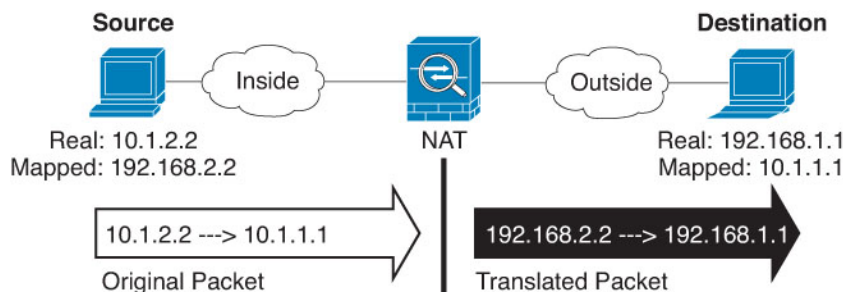 Source
Destination
Inside
Outside
NAT
Real: 10.1.2.2
Mapped: 192.168.2.2
Real: 192.168.1.1
Mapped: 10.1.1.1
10.1.2.2 ---> 10.1.1.1
192.168.2.2 ---> 192.168.1.1
Original Packet
Translated Packet